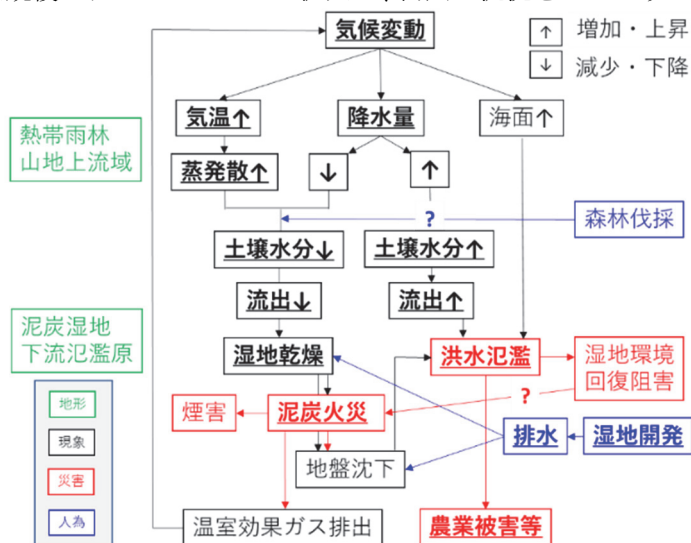 気候変動
↑ 増加・上昇
↓ 減少・下降
気温↑
降水量
海面↑
熱帯雨林
山地上流域
蒸発散↑
↓
↑
?
森林伐採
土壌水分↓
土壌水分↑
流出↓
流出↑
泥炭湿地
下流氾濫原
湿地乾燥
洪水氾濫
湿地環境
回復阻害
?
地形
現象
災害
人為
煙害
泥炭火災
排水
湿地開発
地盤沈下
温室効果ガス排出
農業被害等